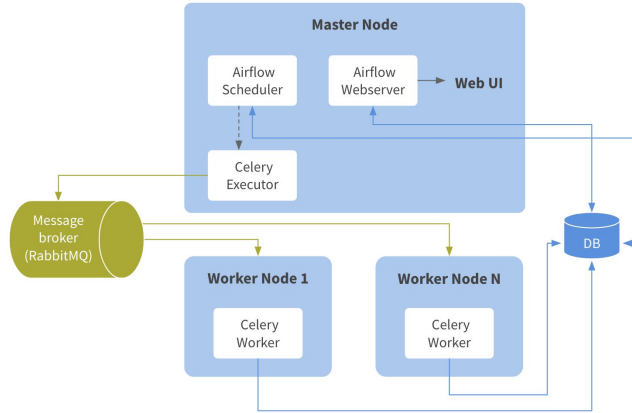 Master Node
Airflow
Scheduler
Airflow
Webserver
Web UI
Celery
Executor
Message
broker
(RabbitMQ)
DB
Worker Node 1
Worker Node N
Celery
Worker
Celery
Worker